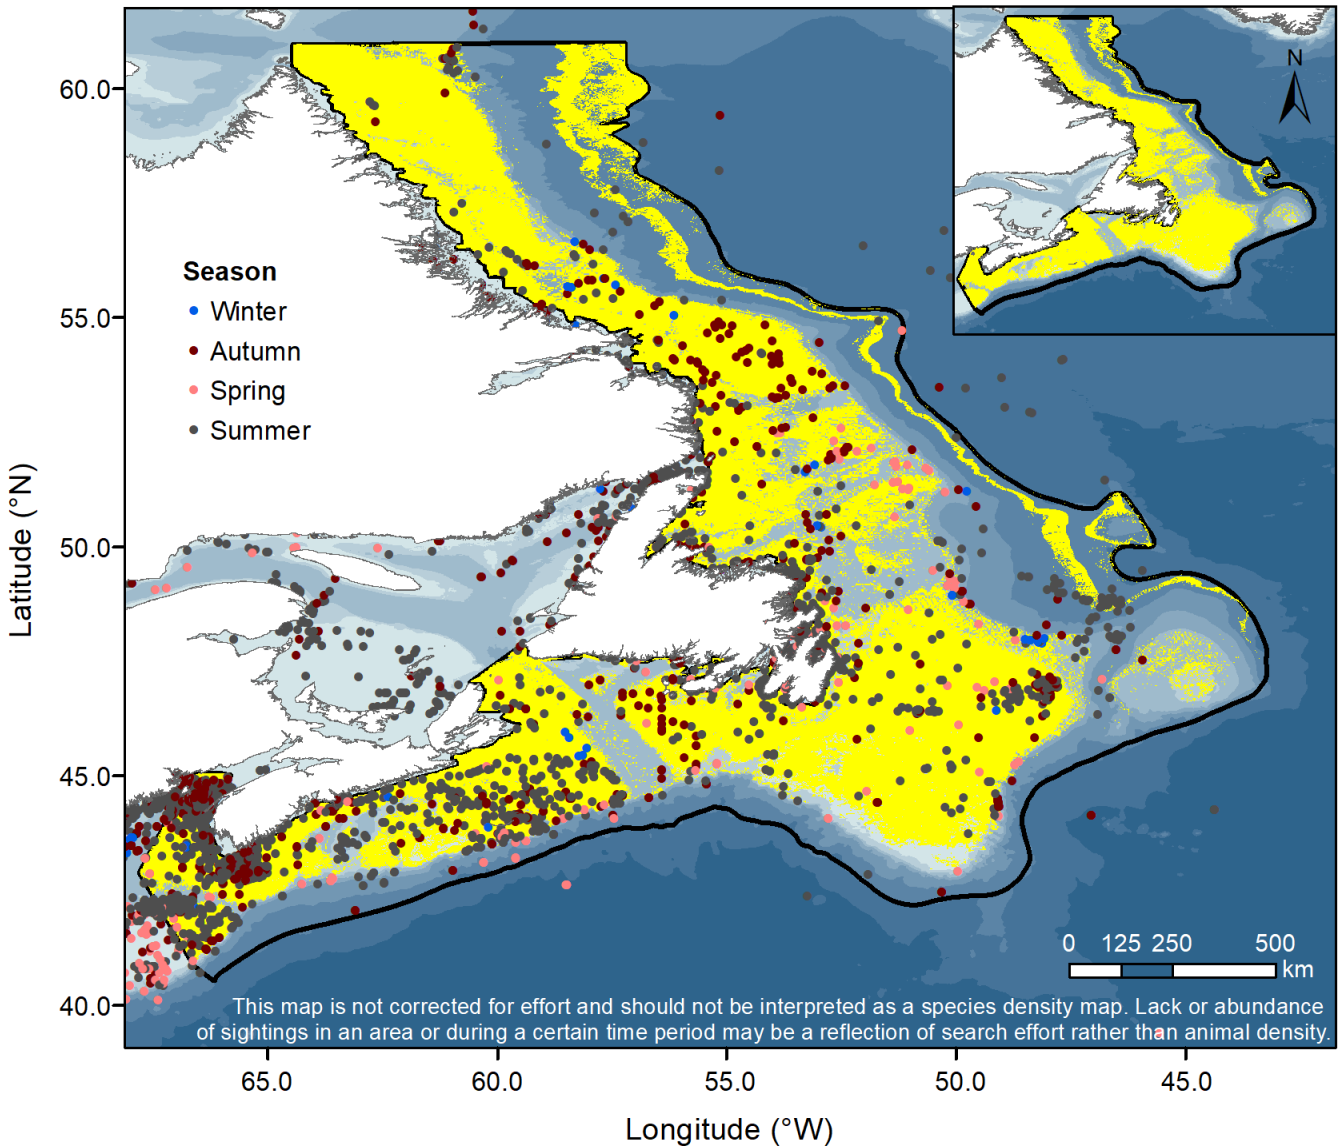 N
60.0
55.0
50.0
45.0
40.0
Latitude (°N)
Season
Winter
Autumn
Spring
Summer
0 125 250 500
km
This map is not corrected for effort and should not be interpreted as a species density map. Lack or abundance
of sightings in an area or during a certain time period may be a reflection of search effort rather than animal density.
65.0 60.0 55.0 50.0 45.0
Longitude (°W)